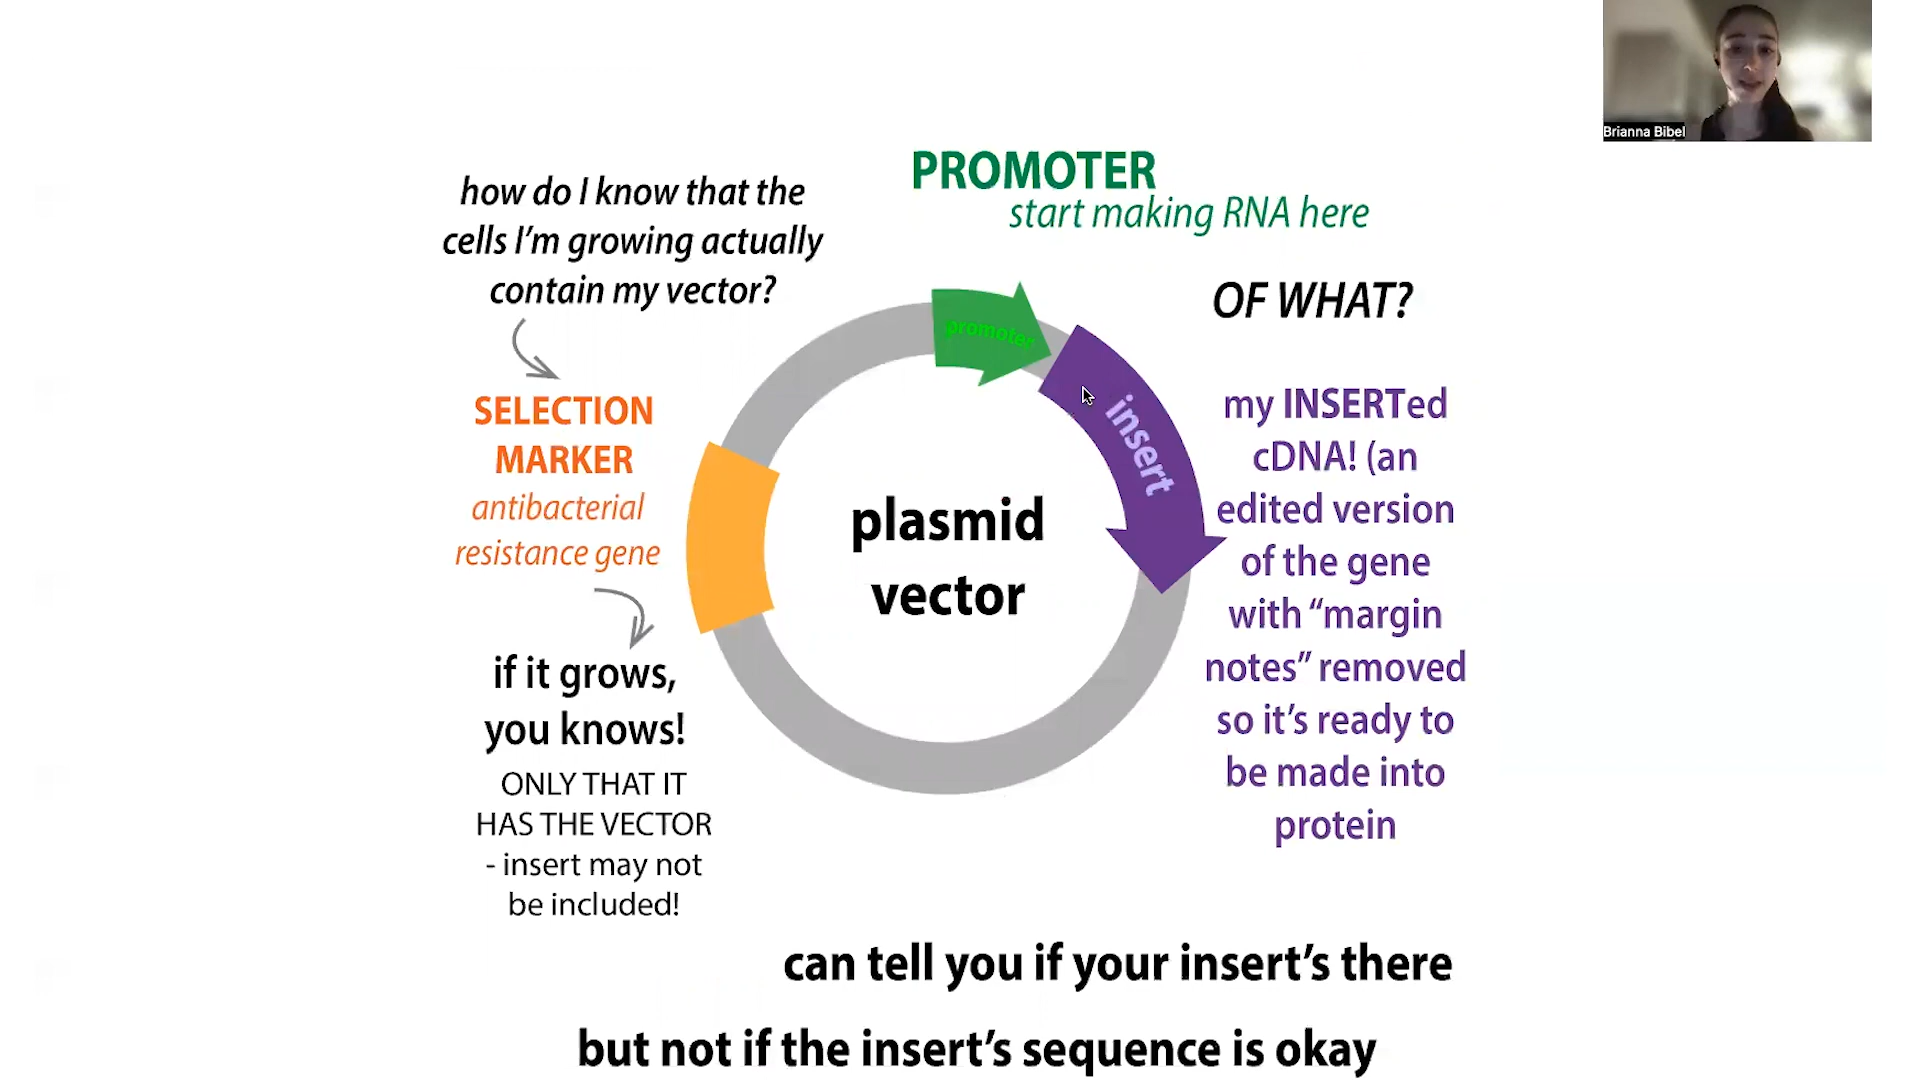 Brianna Bibel
how do I know that the
cells I'm growing actually
contain my vector?
SELECTION
MARKER
antibacterial
resistance gene
if it grows,
you knows!
ONLY THAT IT
HAS THE VECTOR
- insert may not
be included!
PROMOTER
start making RNA here
promoter
insert
plasmid
vector
OF WHAT?
my INSERTed
cDNA! (an
edited version
of the gene
with “margin
notes” removed
so it's ready to
be made into
protein
can tell you if your insert's there
but not if the insert's sequence is okay